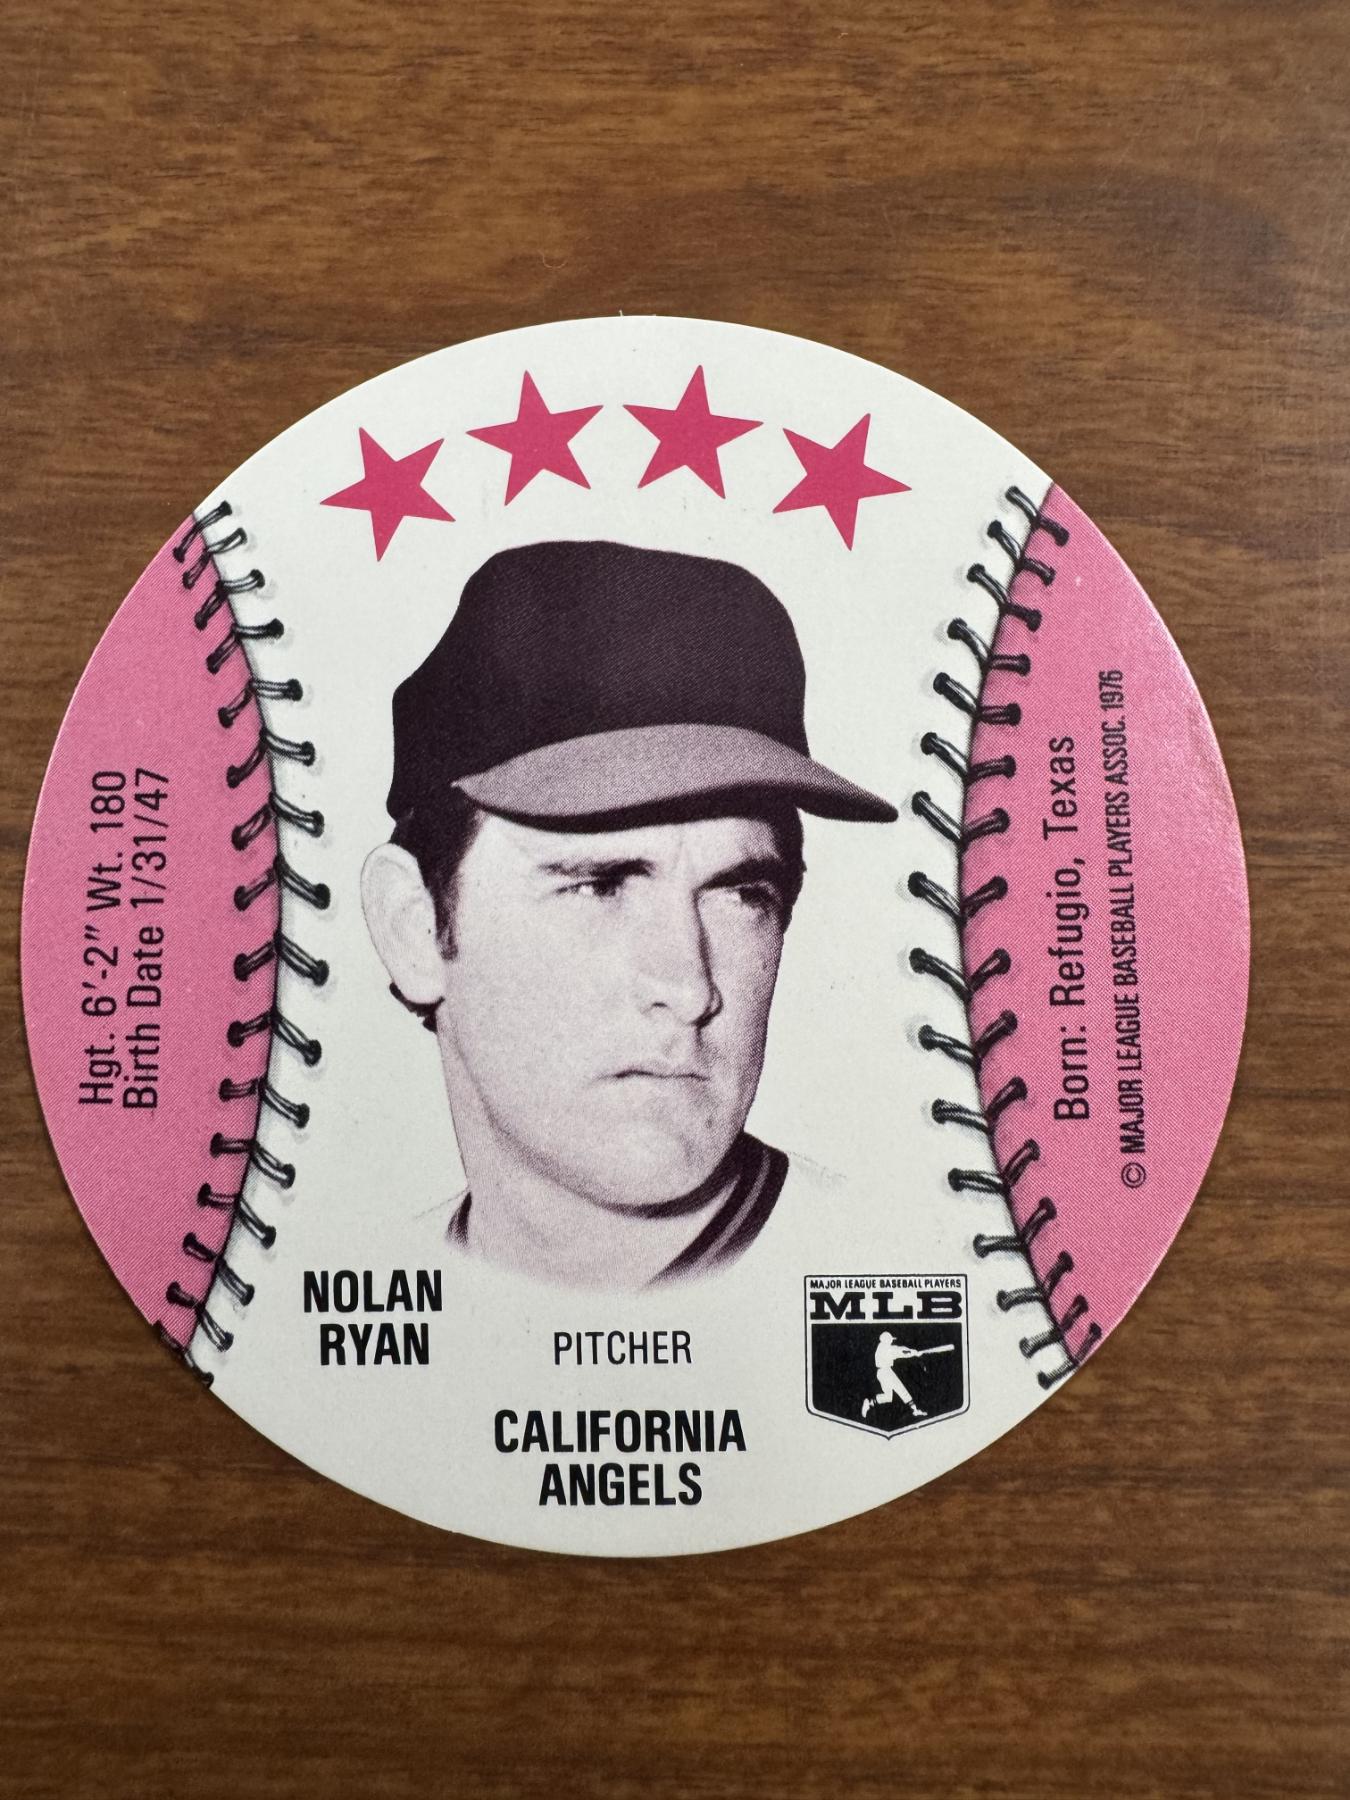 Hgt. 6'-2" Wt. 180
Birth Date 1/31/47
NOLAN
RYAN
PITCHER
CALIFORNIA
ANGELS
MAJOR LEAGUE BASEBALL PLAYERS
MLB
Born: Refugio, Texas
© MAJOR LEAGUE BASEBALL PLAYERS ASSOC. 1976